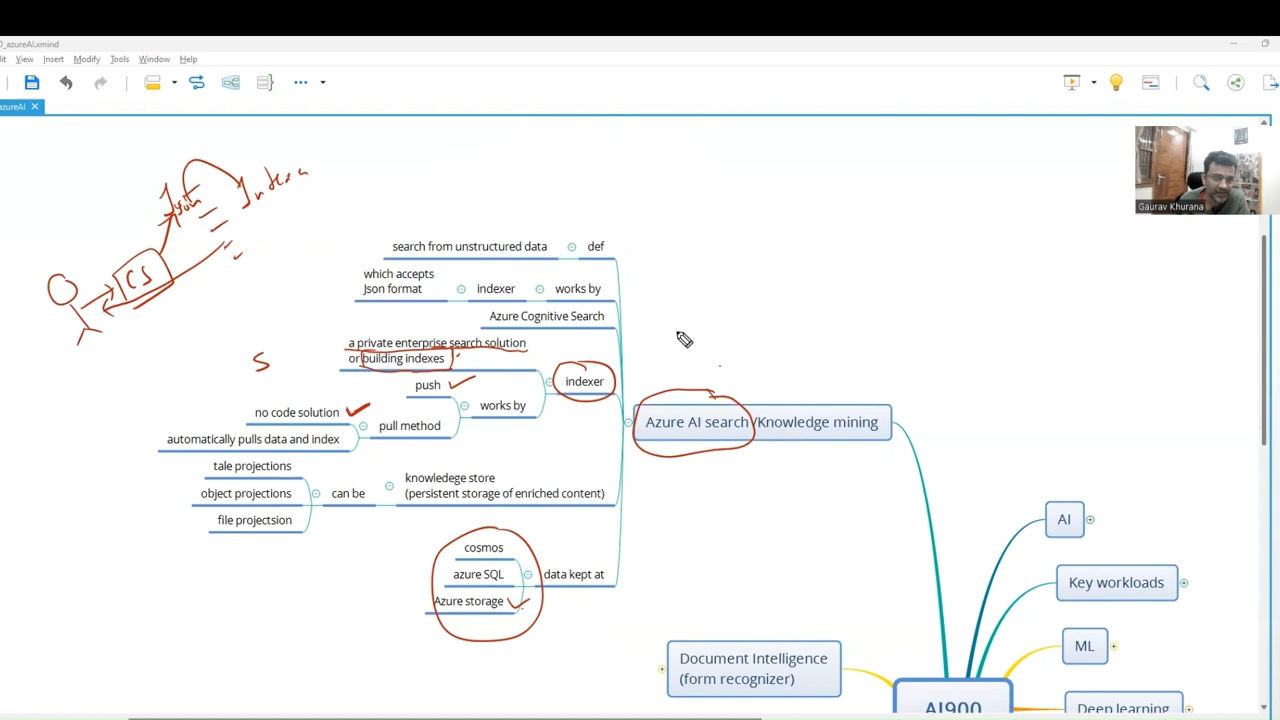 0_azureAI.xmind
it View Insert Modify Tools Window Help
azureAI
Gaurav Khurana
Json
Indexa
CS
S
search from unstructured data
def
which accepts
Json format
indexer
works by
Azure Cognitive Search
a private enterprise search solution
or building indexes
indexer
push
works by
no code solution
pull method
automatically pulls data and index
tale projections
object projections
file projectsion
can be
knowledege store
(persistent storage of enriched content)
cosmos
azure SQL
Azure storage
data kept at
Azure AI search /Knowledge mining
AI
Key workloads
ML
Deep learning
Document Intelligence
(form recognizer)
AI900